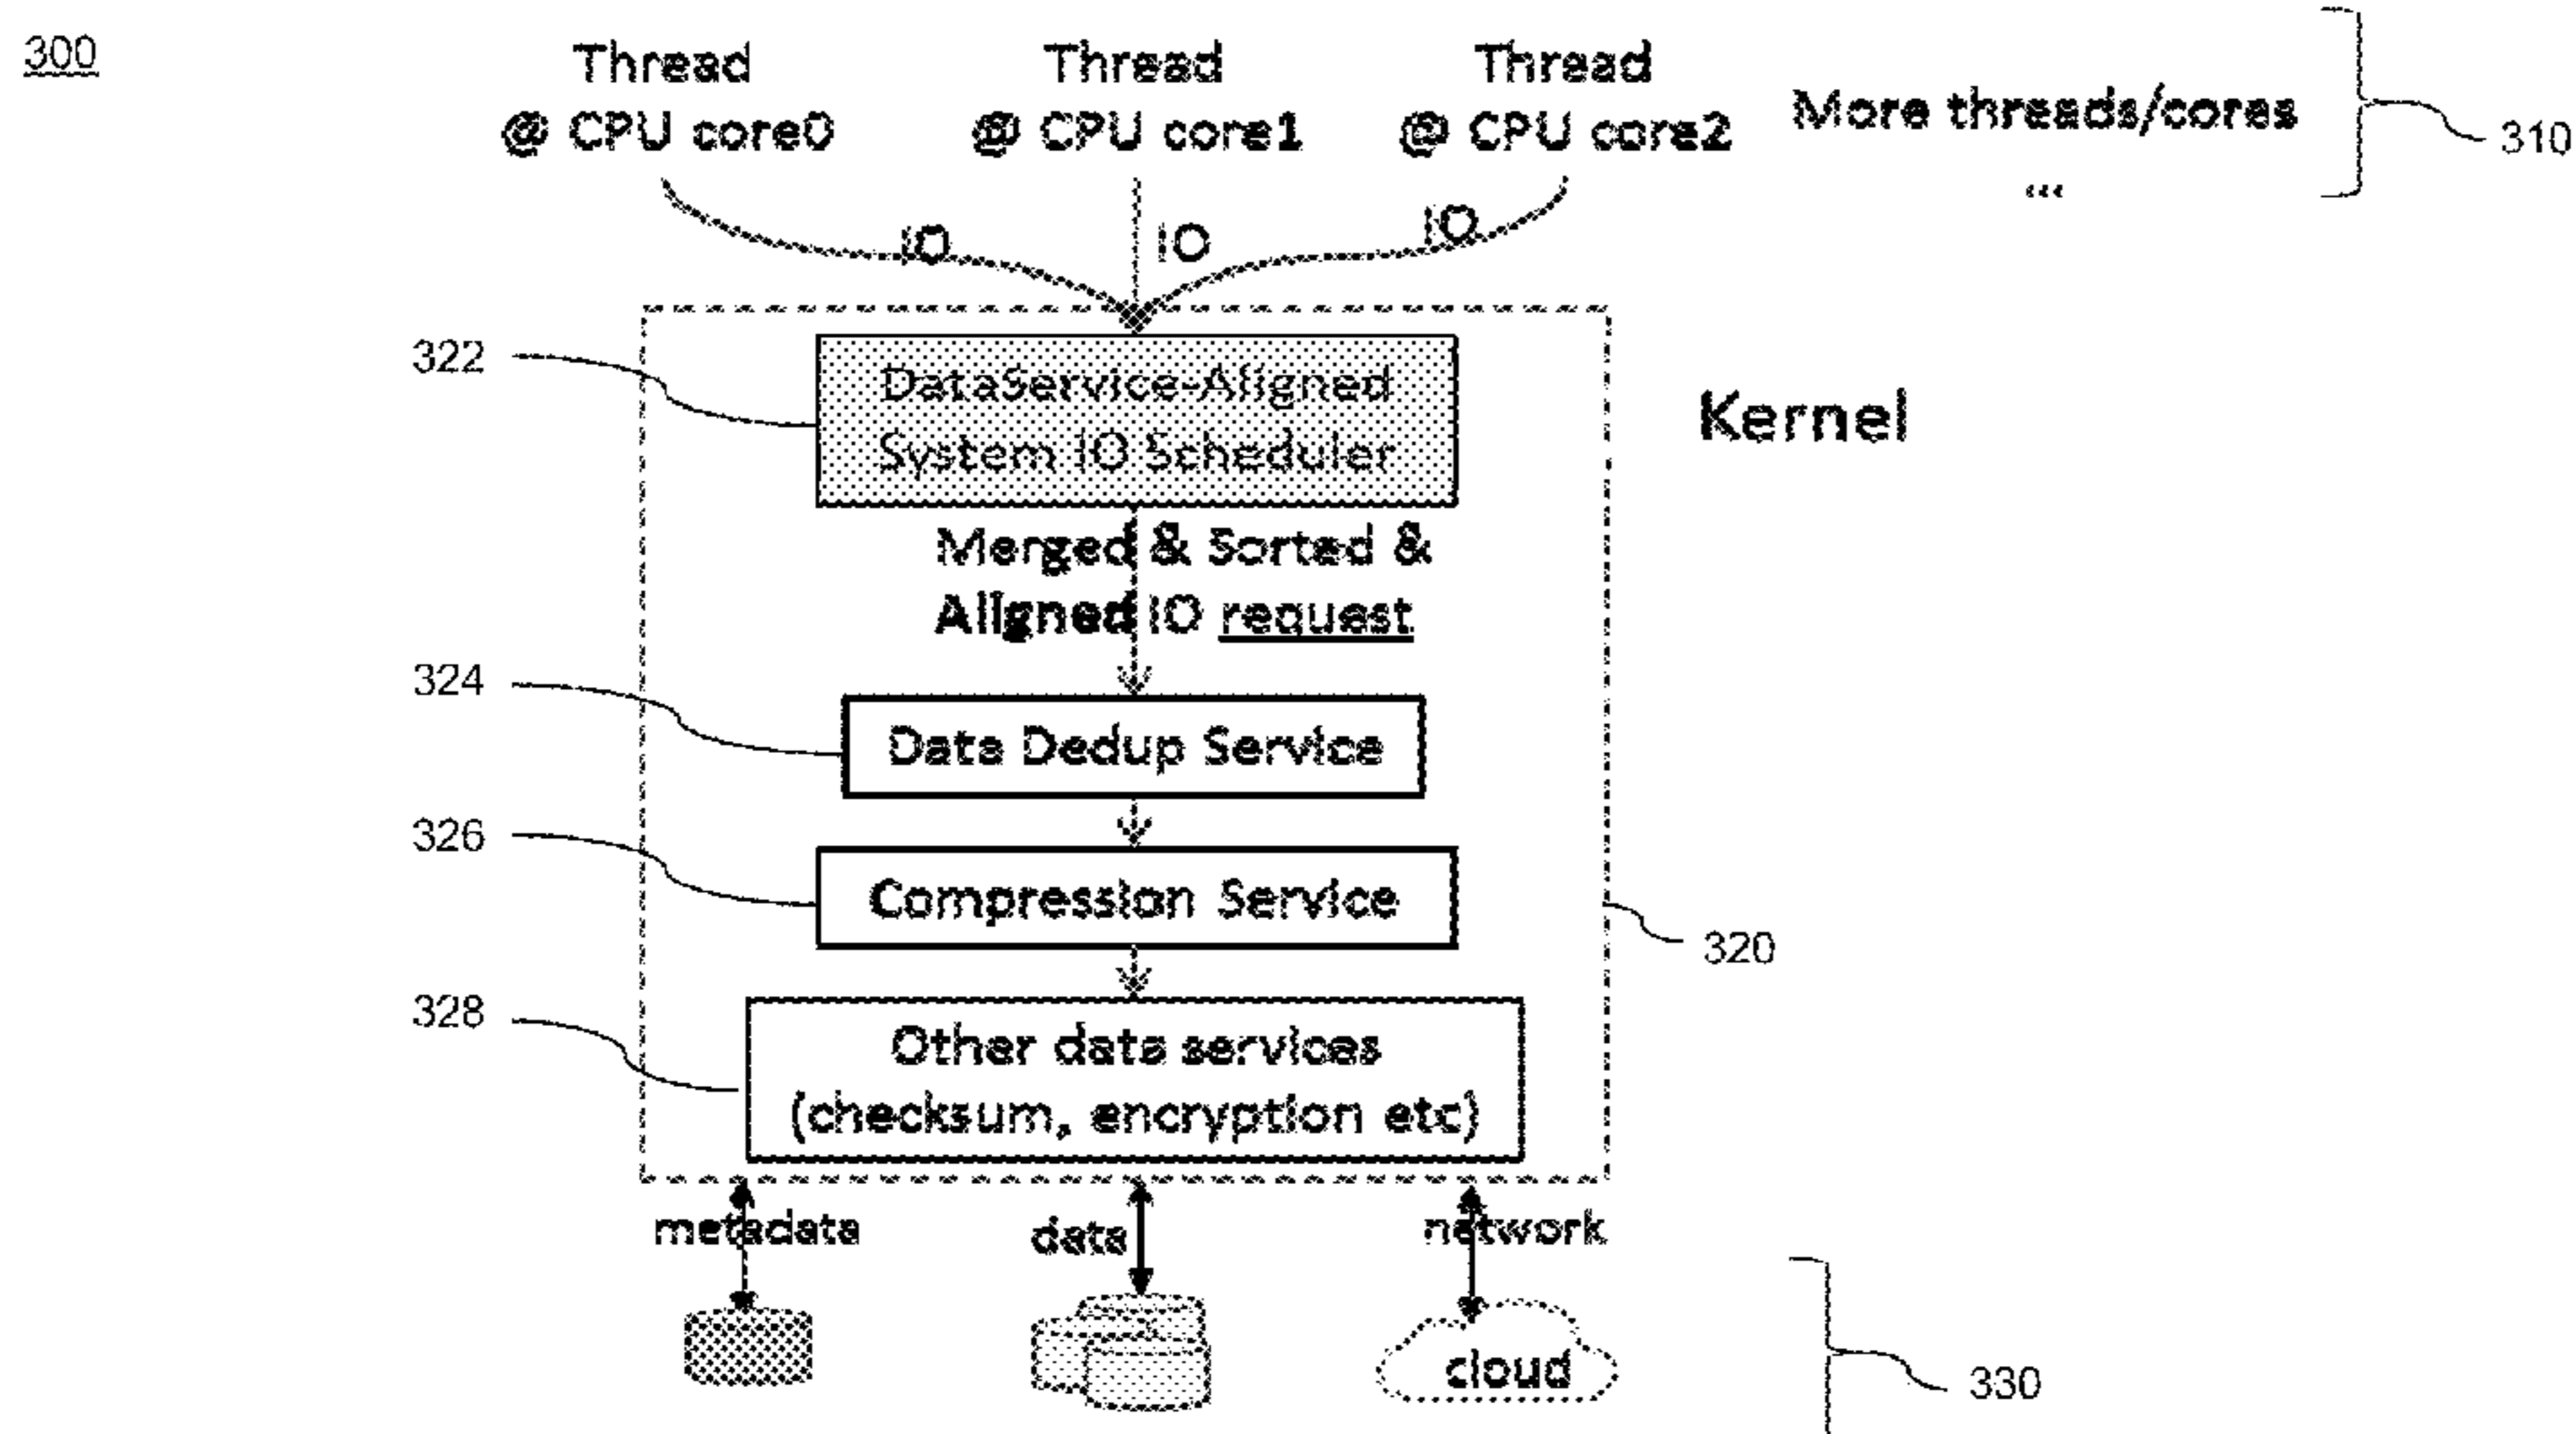 300
Thread
@ CPU core0
Thread
@ CPU core1
Thread
@ CPU core2
More threads/cores
...
310
IO
IO
IO
322
DataService-Aligned
System IO Scheduler
Kernel
Merged & Sorted &
Aligned IO request
324
Data Dedup Service
326
Compression Service
320
328
Other data services
(checksum, encryption etc)
metadata
data
network
cloud
330